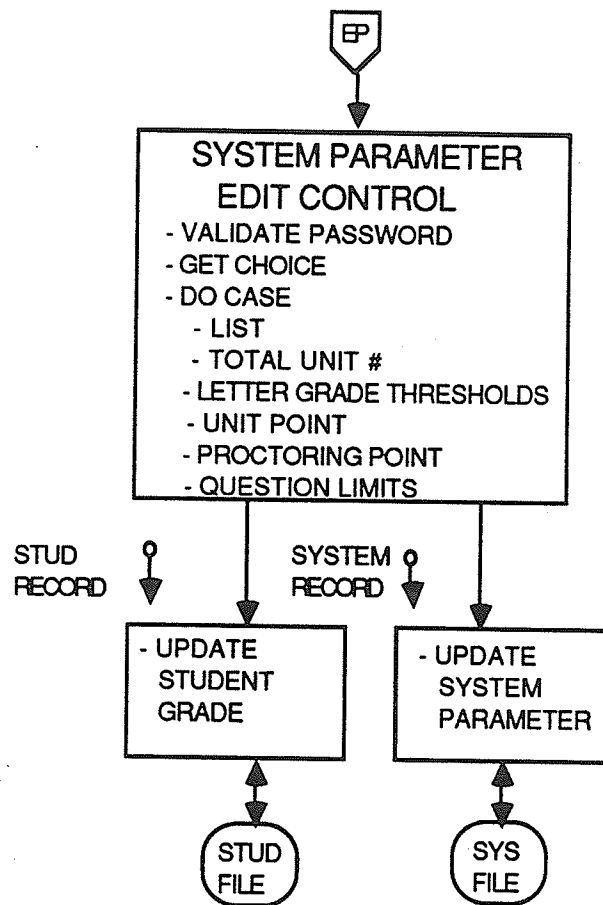 EP
SYSTEM PARAMETER
EDIT CONTROL
- VALIDATE PASSWORD
- GET CHOICE
- DO CASE
- LIST
- TOTAL UNIT #
- LETTER GRADE THRESHOLDS
- UNIT POINT
- PROCTORING POINT
- QUESTION LIMITS
STUD
RECORD
SYSTEM
RECORD
- UPDATE
STUDENT
GRADE
- UPDATE
SYSTEM
PARAMETER
STUD
FILE
SYS
FILE